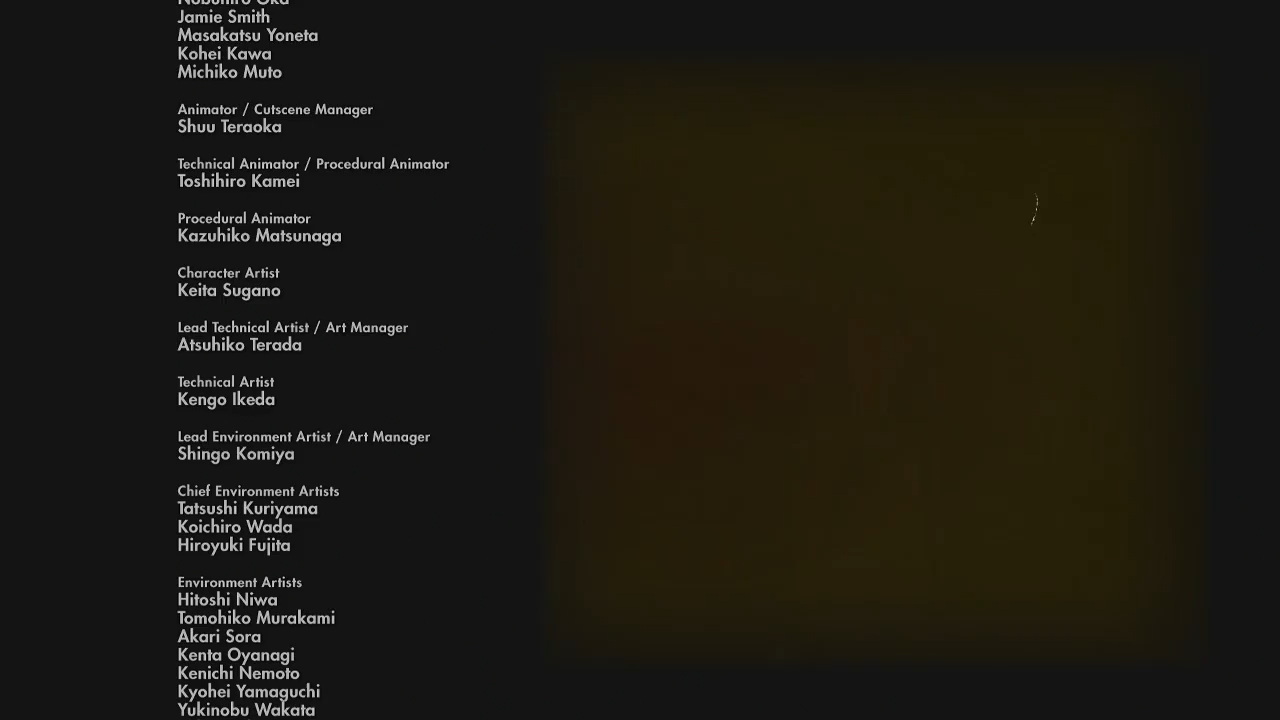 Nobuhiro Oka
Jamie Smith
Masakatsu Yoneta
Kohei Kawa
Michiko Muto
Animator / Cutscene Manager
Shuu Teraoka
Technical Animator / Procedural Animator
Toshihiro Kamei
Procedural Animator
Kazuhiko Matsunaga
Character Artist
Keita Sugano
Lead Technical Artist / Art Manager
Atsuhiko Terada
Technical Artist
Kengo Ikeda
Lead Environment Artist / Art Manager
Shingo Komiya
Chief Environment Artists
Tatsushi Kuriyama
Koichiro Wada
Hiroyuki Fujita
Environment Artists
Hitoshi Niwa
Tomohiko Murakami
Akari Sora
Kenta Oyanagi
Kenichi Nemoto
Kyohei Yamaguchi
Yukinobu Wakata